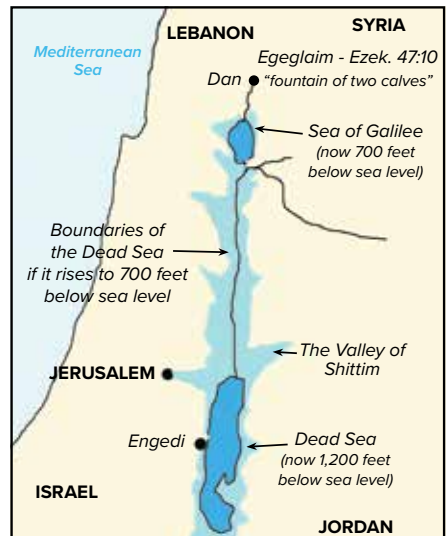 SYRIA
LEBANON
Mediterranean
Sea
Egeglaim - Ezek. 47:10
Dan
“fountain of two calves”
Sea of Galilee
(now 700 feet
below sea level)
Boundaries of
the Dead Sea
if it rises to 700 feet
below sea level
The Valley of
Shittim
JERUSALEM
Engedi
Dead Sea
(now 1,200 feet
below sea level)
ISRAEL
JORDAN